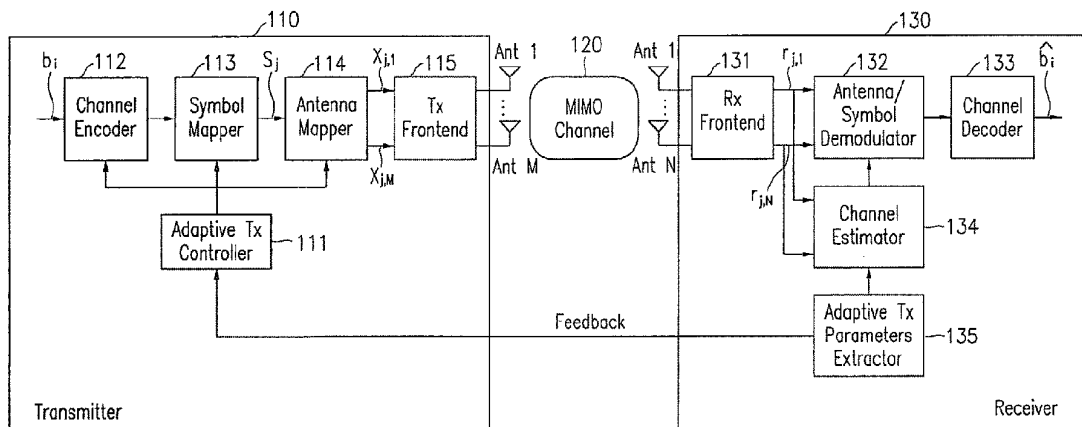 110
120
130
b_i
112
113
S_j
114
X_{j,1}
115
Ant 1
Ant 1
131
r_{j,1}
132
133
b̂_i
Channel
Encoder
Symbol
Mapper
Antenna
Mapper
Tx
Frontend
MIMO
Channel
Rx
Frontend
Antenna/
Symbol
Demodulator
Channel
Decoder
X_{j,M}
Ant M
Ant N
r_{j,N}
Adaptive Tx
Controller
111
Channel
Estimator
134
Feedback
Adaptive Tx
Parameters
Extractor
135
Transmitter
Receiver